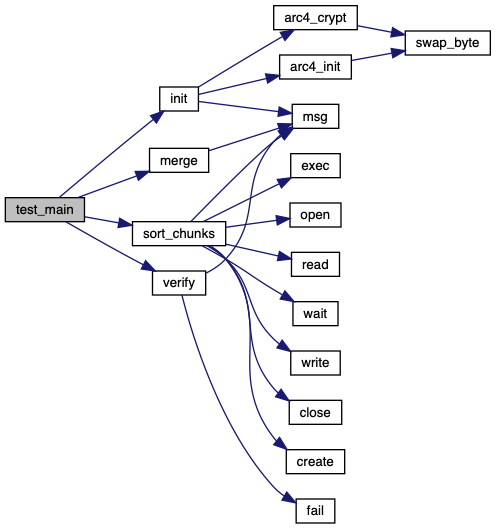 arc4_crypt
swap_byte
arc4_init
init
msg
merge
exec
test_main
open
sort_chunks
read
verify
wait
write
close
create
fail